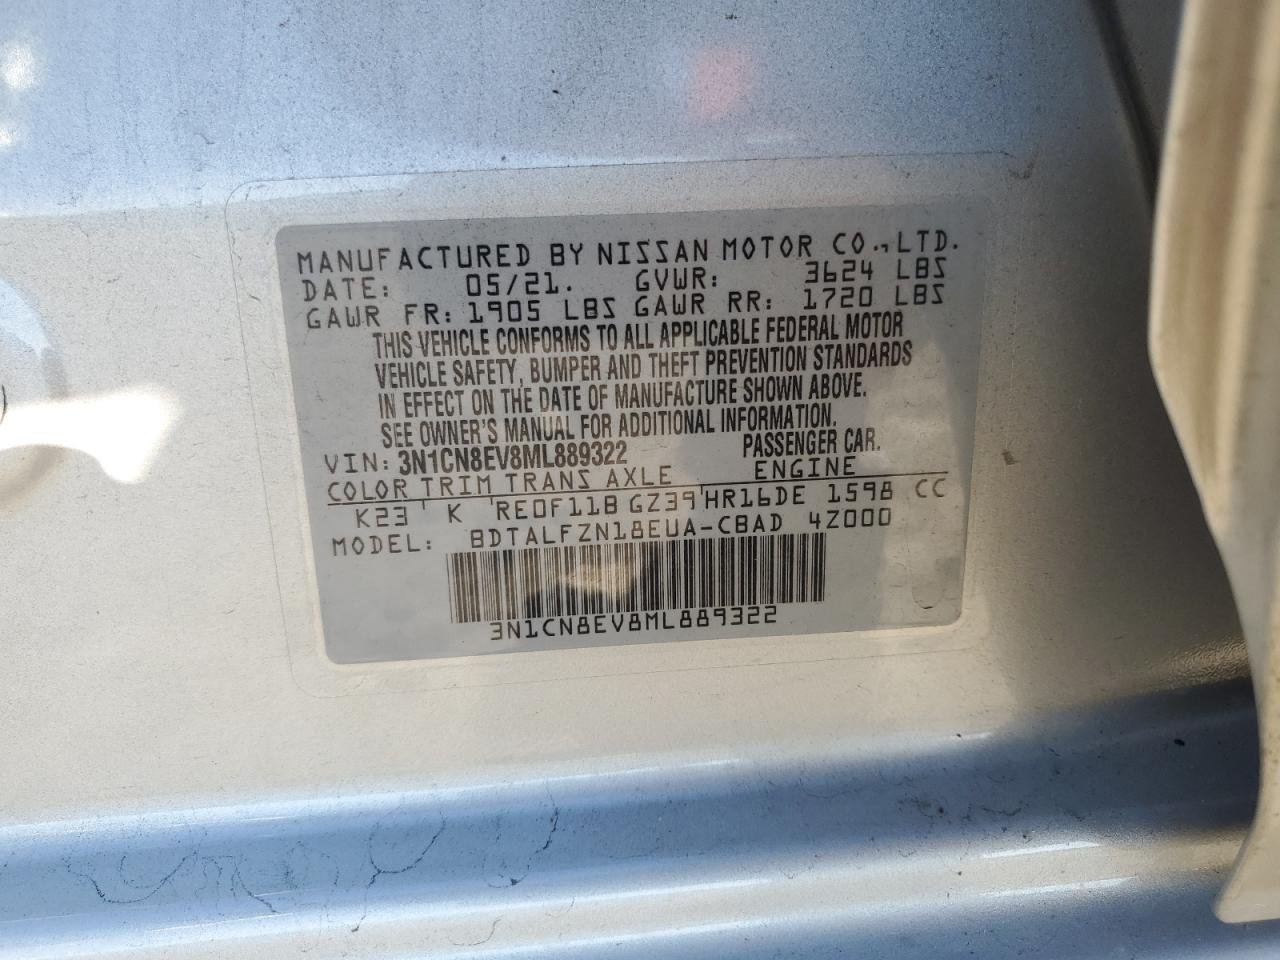 MANUFACTURED BY NISSAN MOTOR CO., LTD.
DATE: 05/21. GVWR: 3624 LBS
GAWR FR: 1905 LBS GAWR RR: 1720 LBS
THIS VEHICLE CONFORMS TO ALL APPLICABLE FEDERAL MOTOR
VEHICLE SAFETY, BUMPER AND THEFT PREVENTION STANDARDS
IN EFFECT ON THE DATE OF MANUFACTURE SHOWN ABOVE.
SEE OWNER'S MANUAL FOR ADDITIONAL INFORMATION.
VIN: 3N1CN8EV8ML889322 PASSENGER CAR.
COLOR TRIM TRANS AXLE ENGINE
K23 K RE0F11B GZ39 HR16DE 1598 CC
MODEL: BDTALFZN18EUA-CBAD 4Z000
3N1CN8EV8ML889322